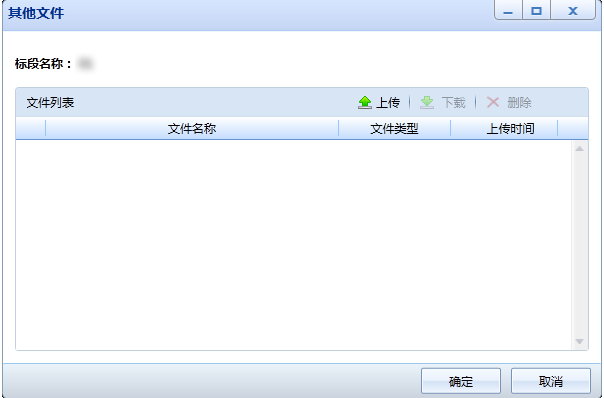 其他文件
标段名称：
文件列表 上传 下载 删除
文件名称 文件类型 上传时间
确定 取消